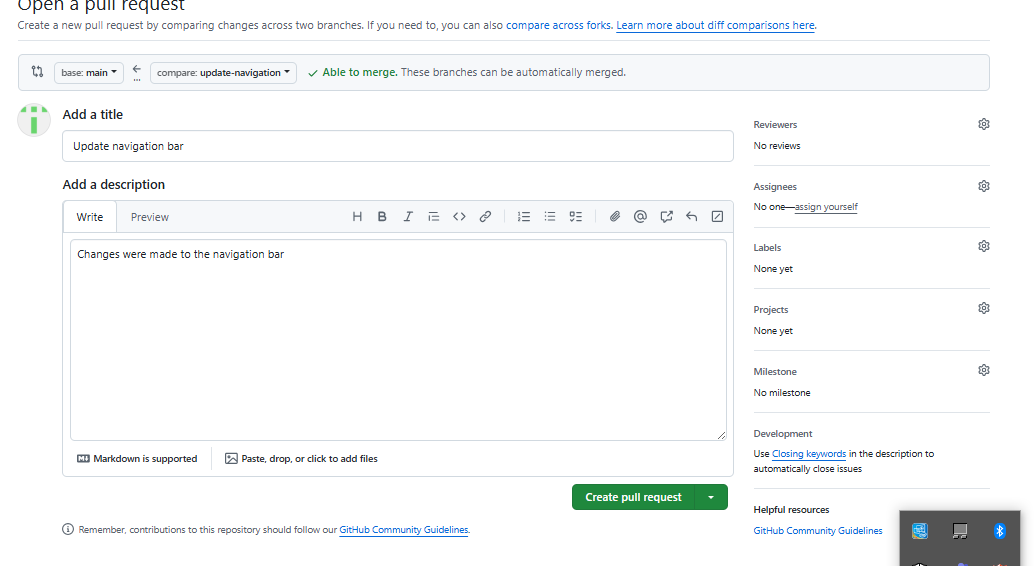 Open a pull request
Create a new pull request by comparing changes across two branches. If you need to, you can also compare across forks. Learn more about diff comparisons here.
base: main
compare: update-navigation
Able to merge. These branches can be automatically merged.
Add a title
Update navigation bar
Add a description
Write
Preview
Changes were made to the navigation bar
Markdown is supported
Paste, drop, or click to add files
Create pull request
Remember, contributions to this repository should follow our GitHub Community Guidelines.
Reviewers
No reviews
Assignees
No one—assign yourself
Labels
None yet
Projects
None yet
Milestone
No milestone
Development
Use Closing keywords in the description to
automatically close issues
Helpful resources
GitHub Community Guidelines